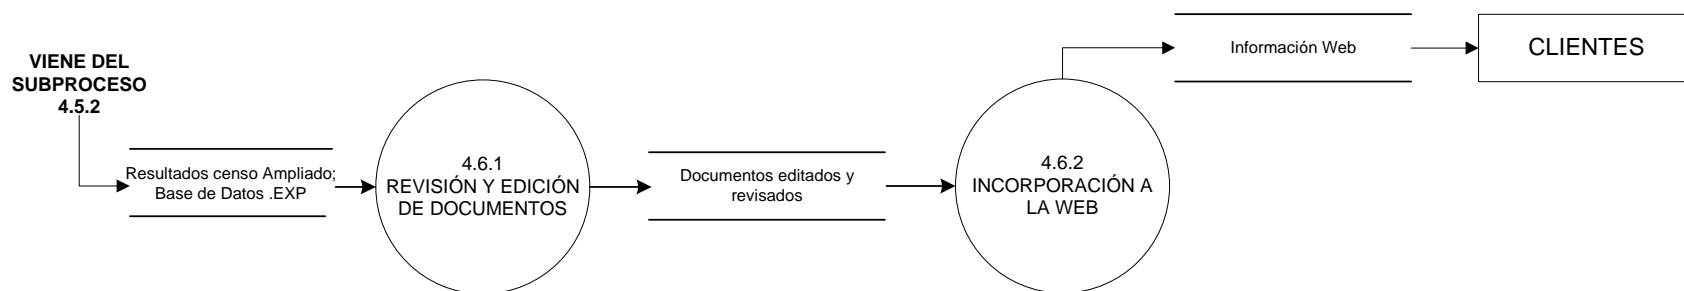 VIENE DEL
SUBPROCESO
4.5.2
Resultados censo Ampliado;
Base de Datos .EXP
4.6.1
REVISIÓN Y EDICIÓN
DE DOCUMENTOS
Documentos editados y
revisados
4.6.2
INCORPORACIÓN A
LA WEB
Información Web
CLIENTES